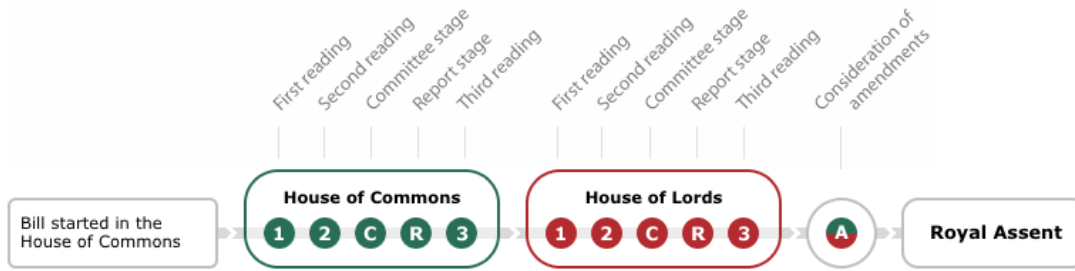 First reading
Second reading
Committee stage
Report stage
Third reading
First reading
Second reading
Committee stage
Report stage
Third reading
Consideration of
amendments
Bill started in the
House of Commons
House of Commons
1 2 C R 3
House of Lords
1 2 C R 3
A
Royal Assent